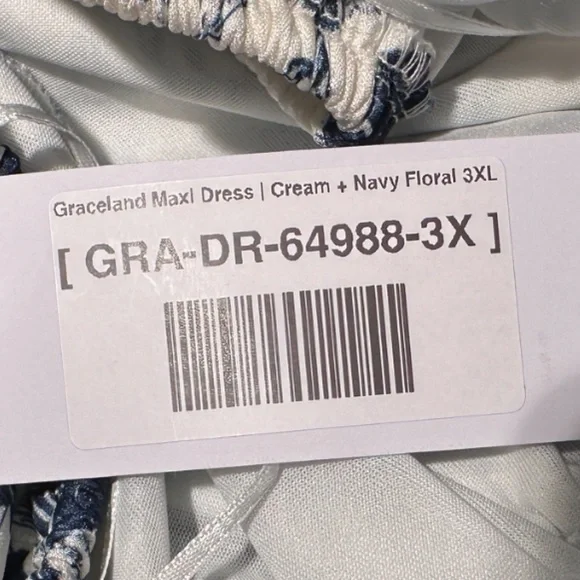 Graceland Maxi Dress | Cream + Navy Floral 3XL
[ GRA-DR-64988-3X ]